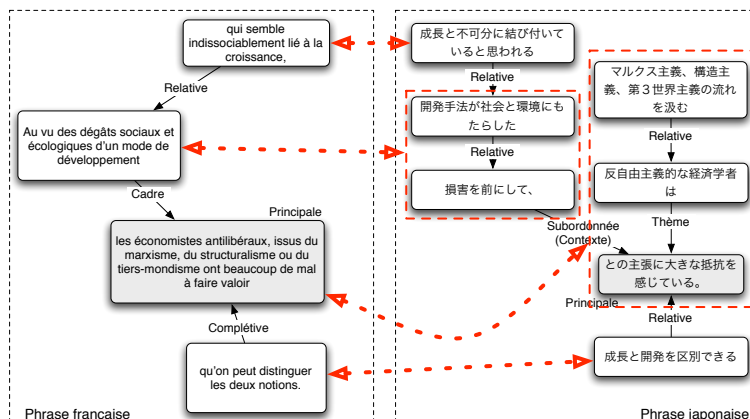 qui semble
indissociablement lié à la
croissance,
Relative
Au vu des dégâts sociaux et
écologiques d'un mode de
développement
Cadre
Principale
les économistes antilibéraux, issus du
marxisme, du structuralisme ou du
tiers-mondisme ont beaucoup de mal
à faire valoir
Complétive
qu'on peut distinguer
les deux notions.
Phrase française
成長と不可分に結び付いて
いると思われる
Relative
開発手法が社会と環境にも
たらした
Relative
損害を前にして、
Subordonnée
(Contexte)
マルクス主義、構造主
義、第３世界主義の流れ
を汲む
Relative
反自由主義的な経済学者
は
Thème
との主張に大きな抵抗を
感じている。
Principale
Relative
成長と開発を区別できる
Phrase japonaise